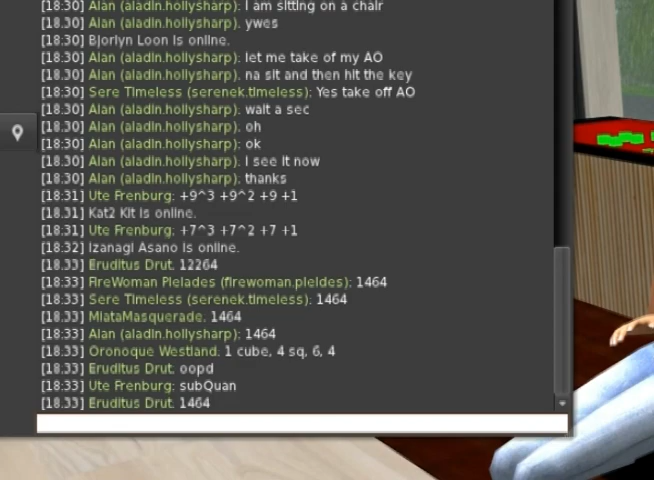 [18:30] Alan (aladin.hollysharp): I am sitting on a chair
[18:30] Alan (aladin.hollysharp): ywes
[18:30] Bjorlyn Loon is online.
[18:30] Alan (aladin.hollysharp): let me take of my AO
[18:30] Alan (aladin.hollysharp): na sit and then hit the key
[18:30] Sere Timeless (serenek.timeless): Yes take off AO
[18:30] Alan (aladin.hollysharp): wait a sec
[18:30] Alan (aladin.hollysharp): oh
[18:30] Alan (aladin.hollysharp): ok
[18:30] Alan (aladin.hollysharp): I see it now
[18:30] Alan (aladin.hollysharp): thanks
[18:31] Ute Frenburg: +9^3 +9^2 +9 +1
[18:31] Kat2 Kit is online.
[18:31] Ute Frenburg: +7^3 +7^2 +7 +1
[18:32] Izanagi Asano is online.
[18:33] Eruditus Drut: 12264
[18:33] FireWoman Pleiades (firewoman.pleides): 1464
[18:33] Sere Timeless (serenek.timeless): 1464
[18:33] MiataMasquerade: 1464
[18:33] Alan (aladin.hollysharp): 1464
[18:33] Oronoque Westland: 1 cube, 4 sq, 6, 4
[18:33] Eruditus Drut: oopd
[18:33] Ute Frenburg: subQuan
[18:33] Eruditus Drut: 1464